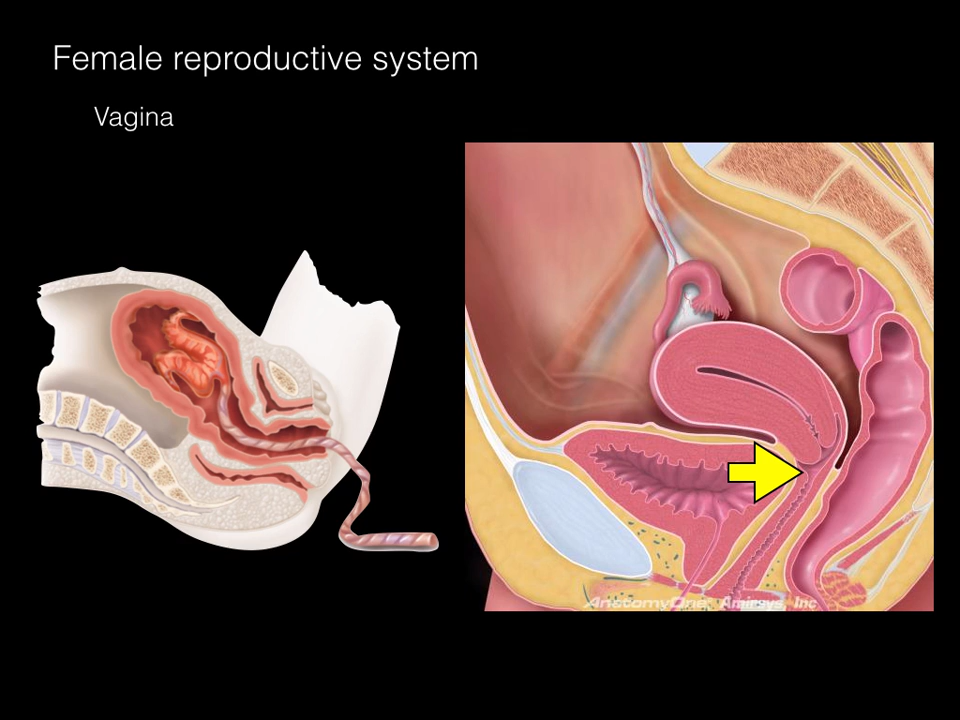 Female reproductive system
Vagina
AnatomyOne, Amirsys, Inc